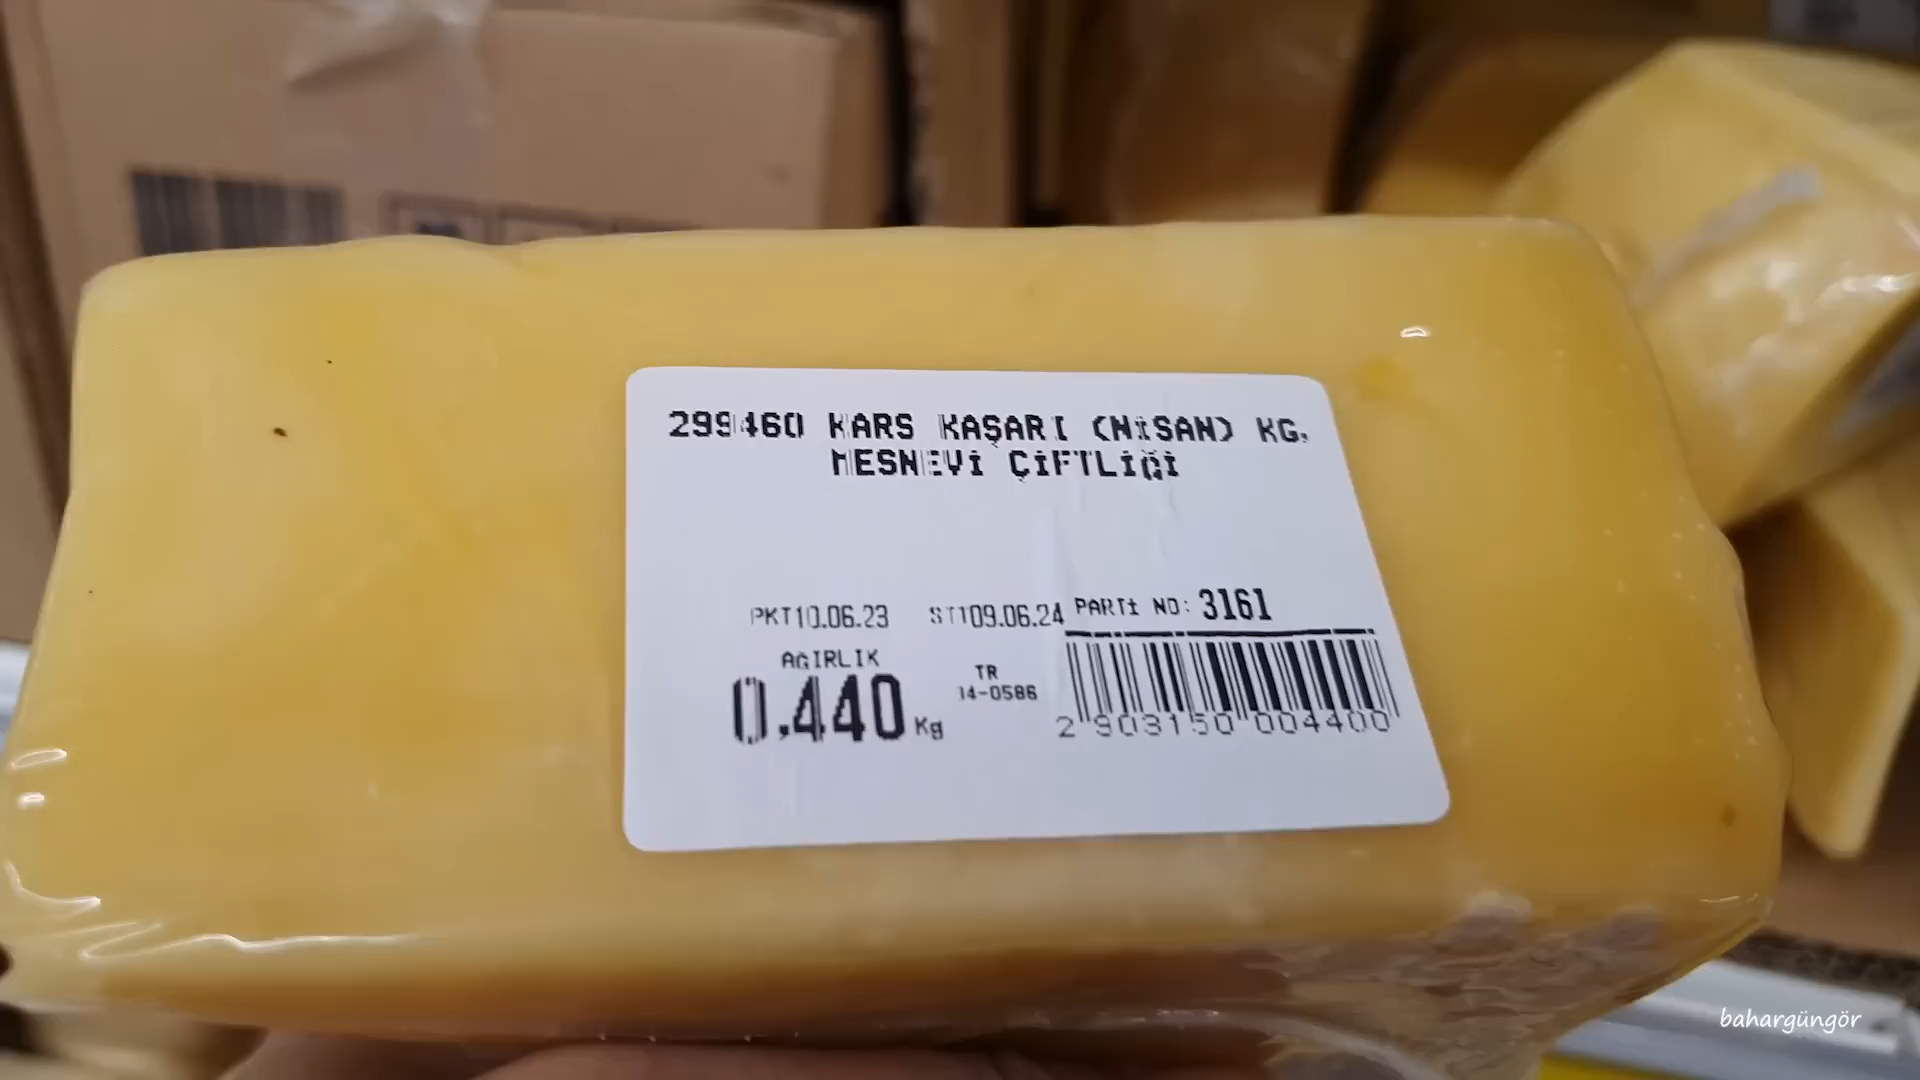 299460 KARS KAŞARI (NİSAN) KG.
MESNEVİ ÇİFTLİĞİ
PKT10.06.23 STT09.06.24 PARTİ NO: 3161
AĞIRLIK
0.440 Kg
TR
14-0586
2 903150 004400
bahargüngör